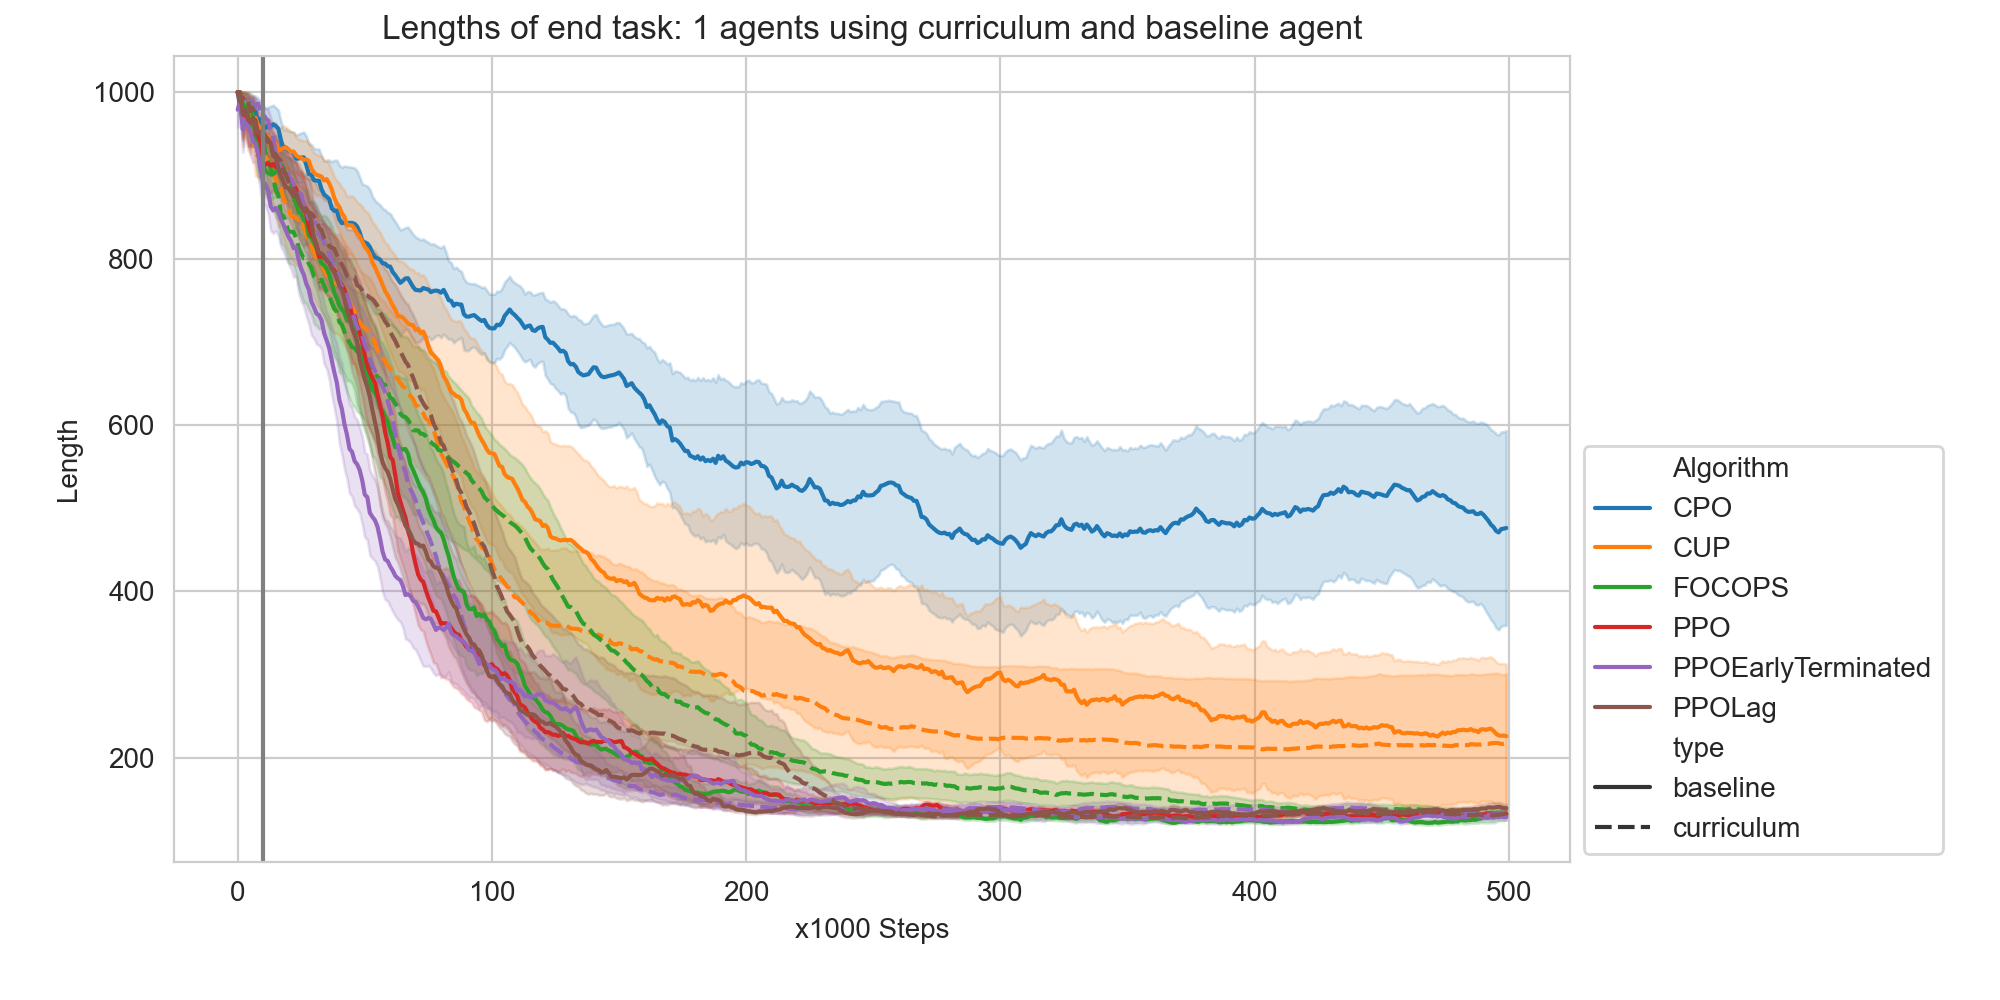 Lengths of end task: 1 agents using curriculum and baseline agent
1000
800
600
400
200
Length
0 100 200 300 400 500
x1000 Steps
Algorithm
CPO
CUP
FOCOPS
PPO
PPOEarlyTerminated
PPOLag
type
baseline
curriculum